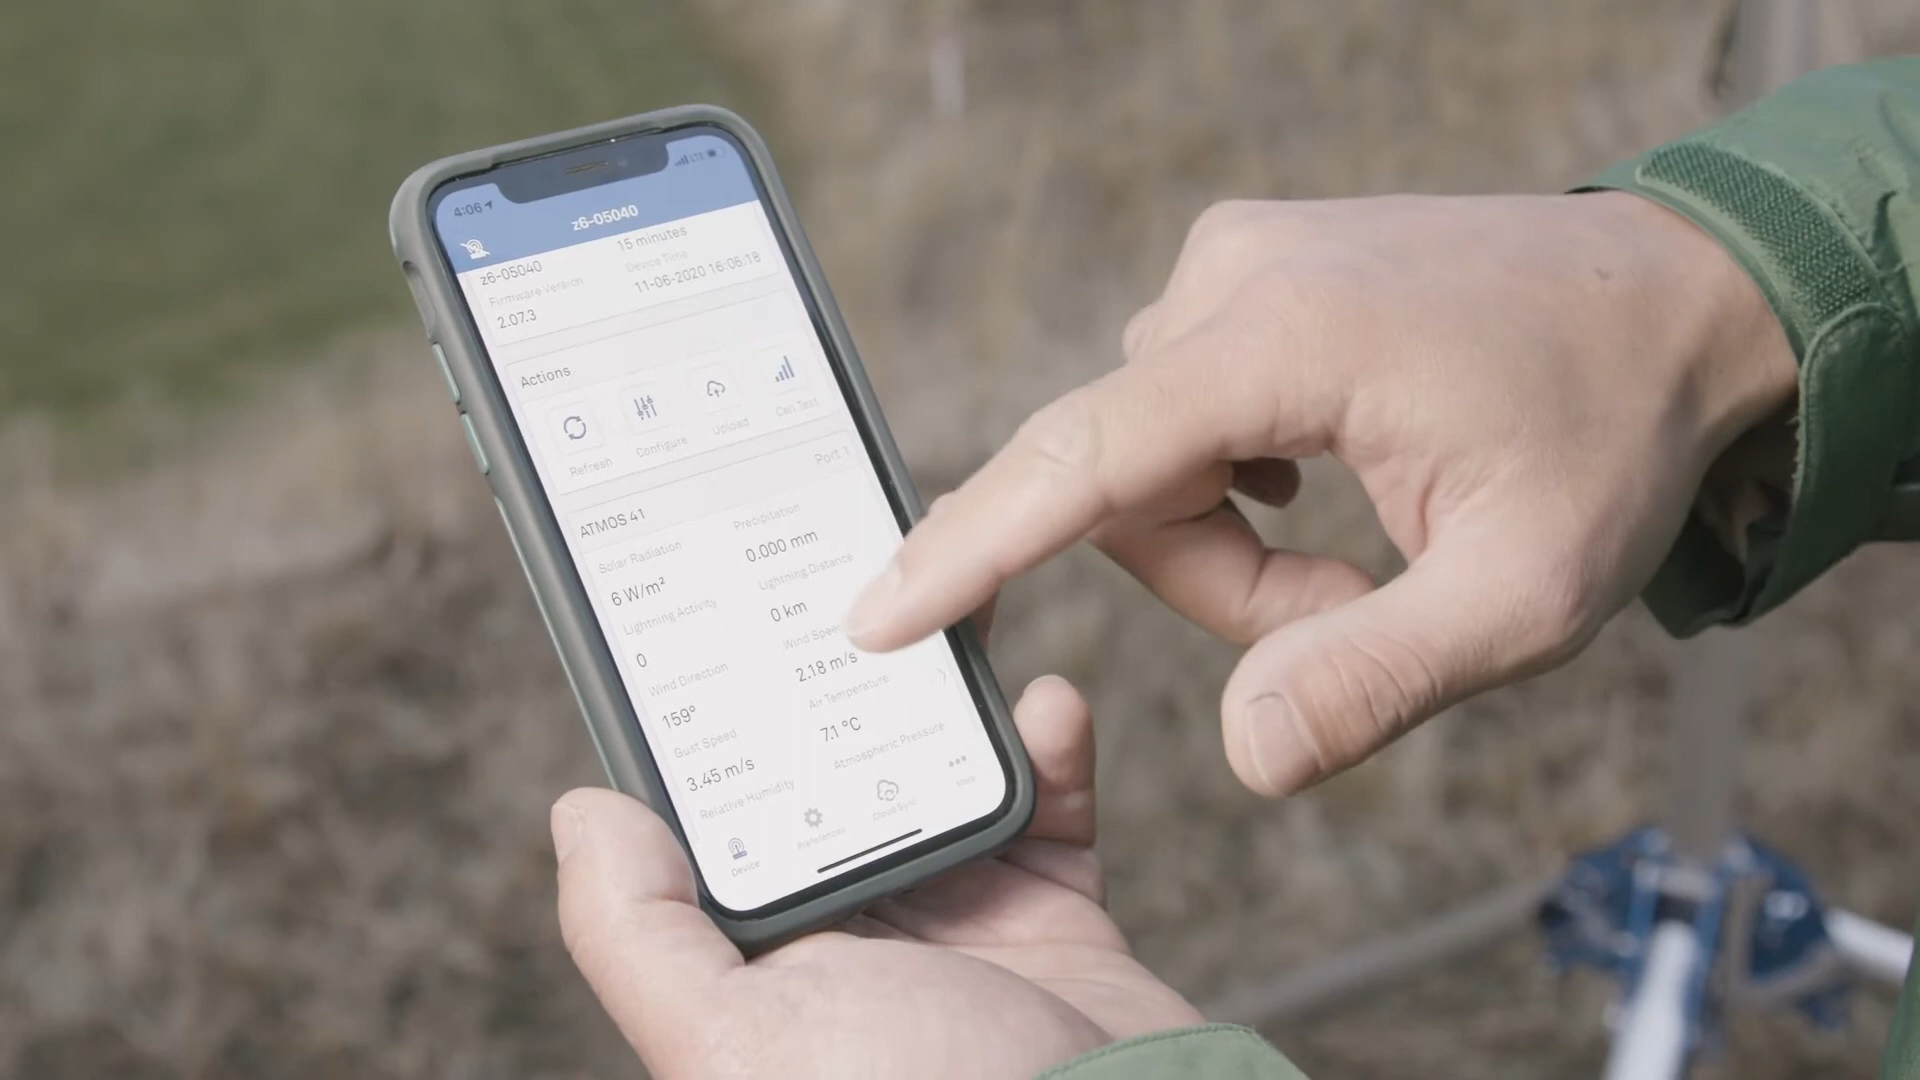 4:06
LTE
z6-05040
z6-05040
15 minutes
Firmware Version
Device Time
2.07.3
11-06-2020 16:06:18
Actions
Refresh
Configure
Upload
Cell Test
ATMOS 41
Port 1
Solar Radiation
Precipitation
6 W/m²
0.000 mm
Lightning Activity
Lightning Distance
0
0 km
Wind Direction
Wind Speed
159°
2.18 m/s
Gust Speed
Air Temperature
3.45 m/s
7.1 °C
Relative Humidity
Atmospheric Pressure
Device
Preferences
Cloud Sync
More